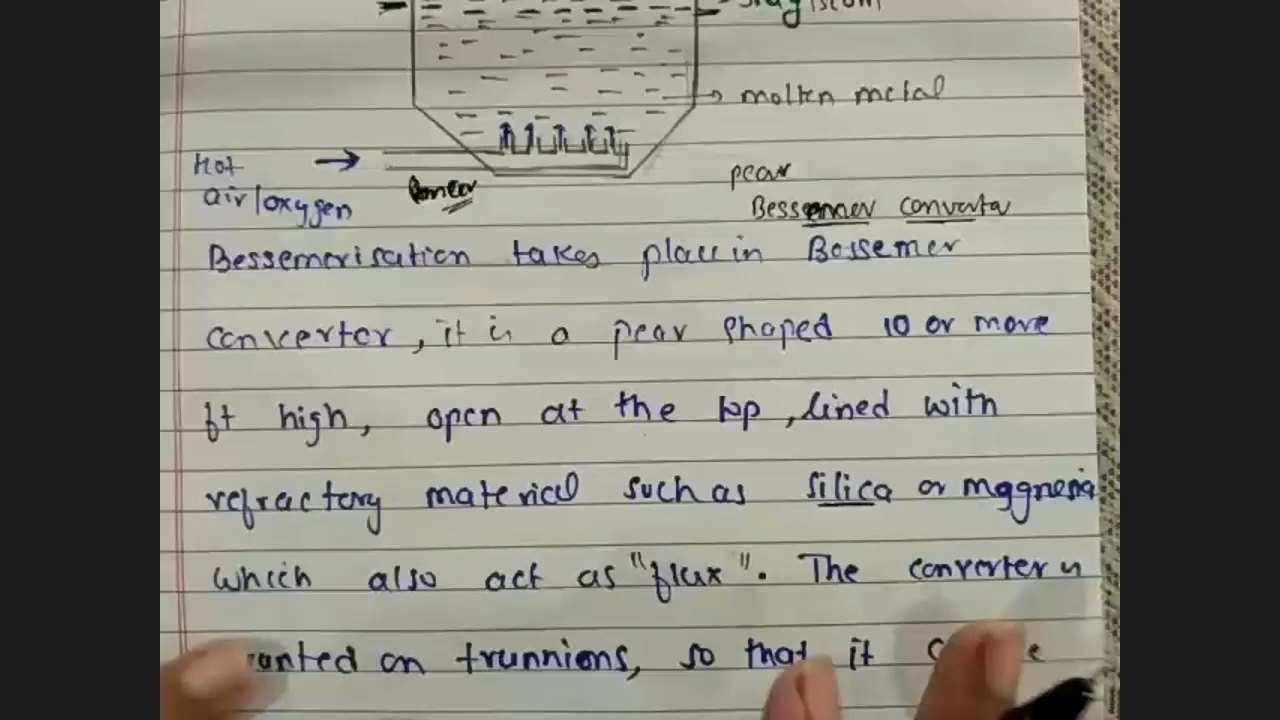 molten metal
Hot
air/oxygen
pear
Bessemer converter
Bessemerisation takes place in Bessemer
convertor, it is a pear shaped 10 or more
ft high, open at the top, lined with
refractory material such as silica or magnesia
which also act as "flux". The converter is
on trunnions, so that it